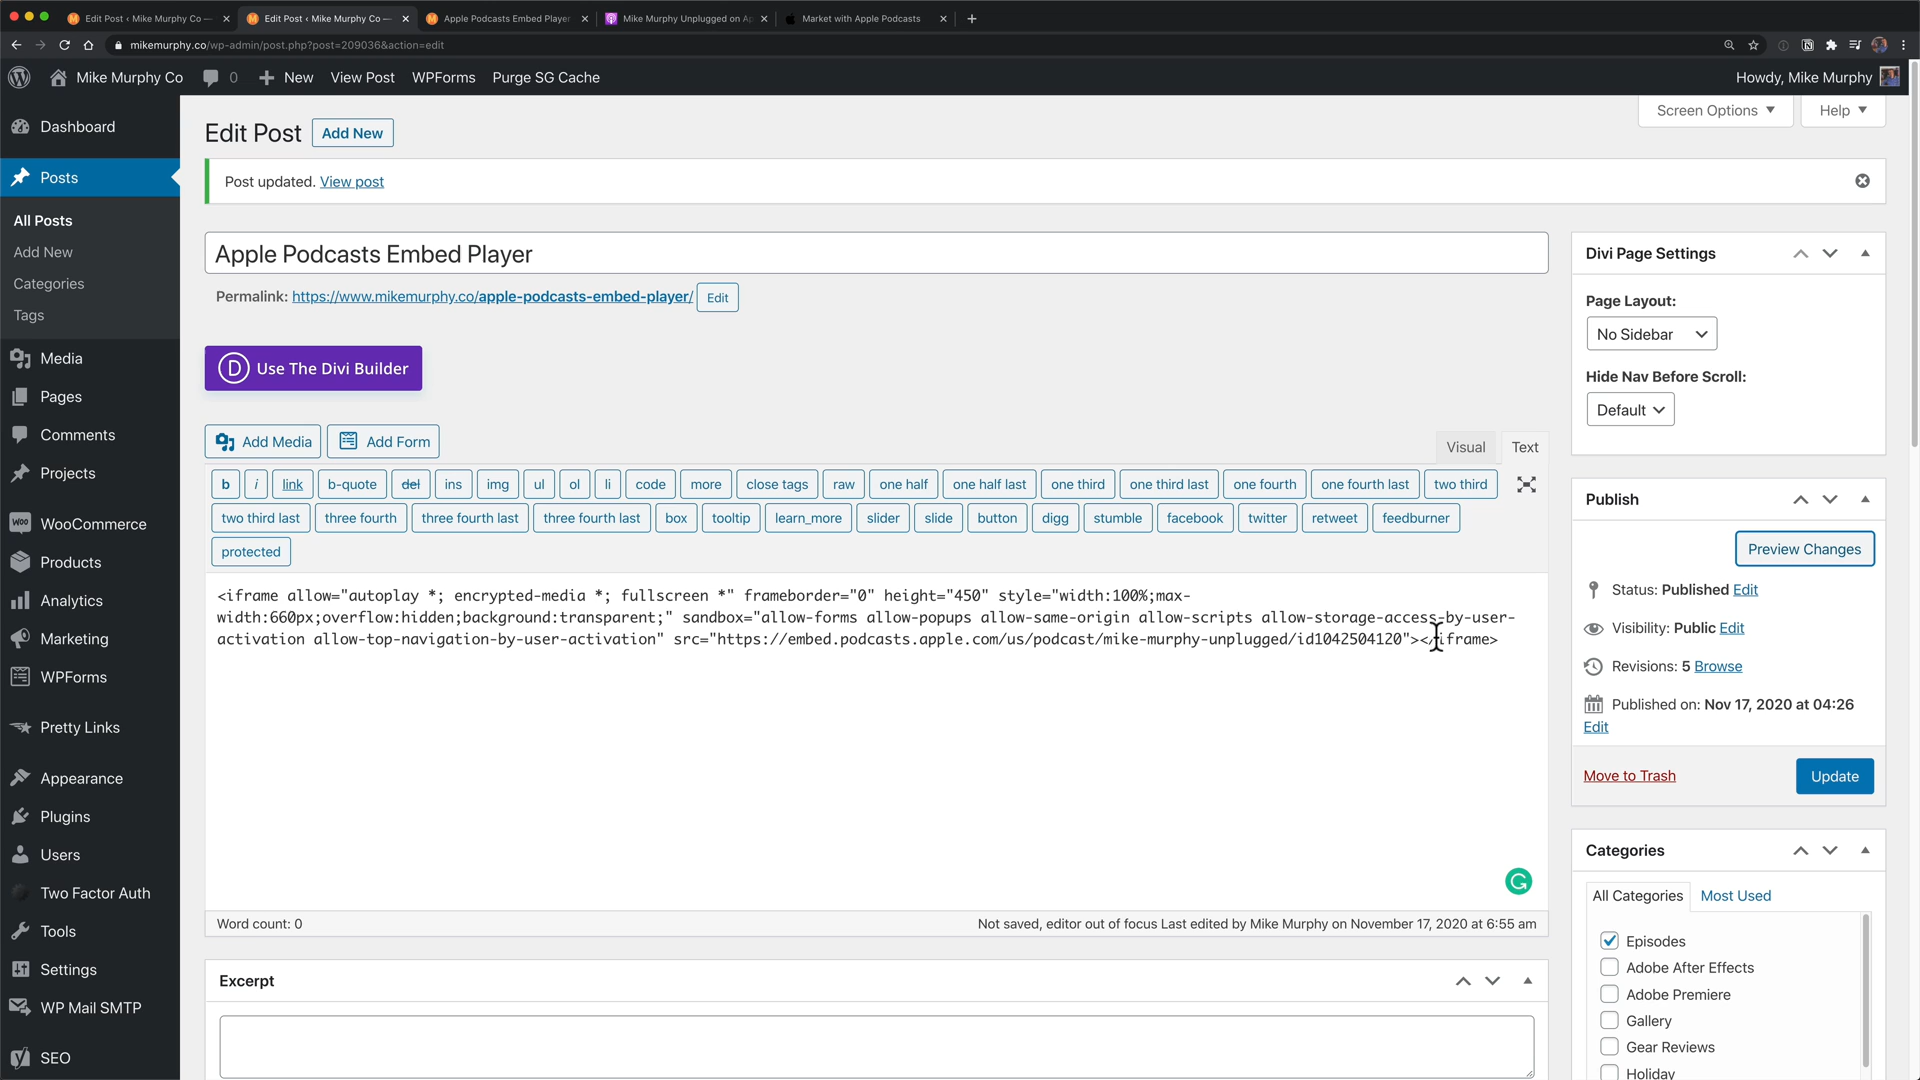 Edit Post ‹ Mike Murphy Co —
Edit Post ‹ Mike Murphy Co —
Apple Podcasts Embed Player
Mike Murphy Unplugged on Ap
Market with Apple Podcasts
mikemurphy.co/wp-admin/post.php?post=209036&action=edit
Mike Murphy Co
0
New
View Post
WPForms
Purge SG Cache
Howdy, Mike Murphy
Dashboard
Posts
All Posts
Add New
Categories
Tags
Media
Pages
Comments
Projects
WooCommerce
Products
Analytics
Marketing
WPForms
Pretty Links
Appearance
Plugins
Users
Two Factor Auth
Tools
Settings
WP Mail SMTP
SEO
Screen Options
Help
Edit Post
Add New
Post updated. View post
Apple Podcasts Embed Player
Permalink: https://www.mikemurphy.co/apple-podcasts-embed-player/ Edit
D Use The Divi Builder
Add Media
Add Form
Visual
Text
b i link b-quote del ins img ul ol li code more close tags raw one half one half last one third one third last one fourth one fourth last two third
two third last three fourth three fourth last three fourth last box tooltip learn_more slider slide button digg stumble facebook twitter retweet feedburner
protected
<iframe allow="autoplay *; encrypted-media *; fullscreen *" frameborder="0" height="450" style="width:100%;max-
width:660px;overflow:hidden;background:transparent;" sandbox="allow-forms allow-popups allow-same-origin allow-scripts allow-storage-access-by-user-
activation allow-top-navigation-by-user-activation" src="https://embed.podcasts.apple.com/us/podcast/mike-murphy-unplugged/id1042504120"></iframe>
Word count: 0
Not saved, editor out of focus Last edited by Mike Murphy on November 17, 2020 at 6:55 am
Excerpt
Divi Page Settings
Page Layout:
No Sidebar
Hide Nav Before Scroll:
Default
Publish
Preview Changes
Status: Published Edit
Visibility: Public Edit
Revisions: 5 Browse
Published on: Nov 17, 2020 at 04:26
Edit
Move to Trash
Update
Categories
All Categories
Most Used
Episodes
Adobe After Effects
Adobe Premiere
Gallery
Gear Reviews
Holiday